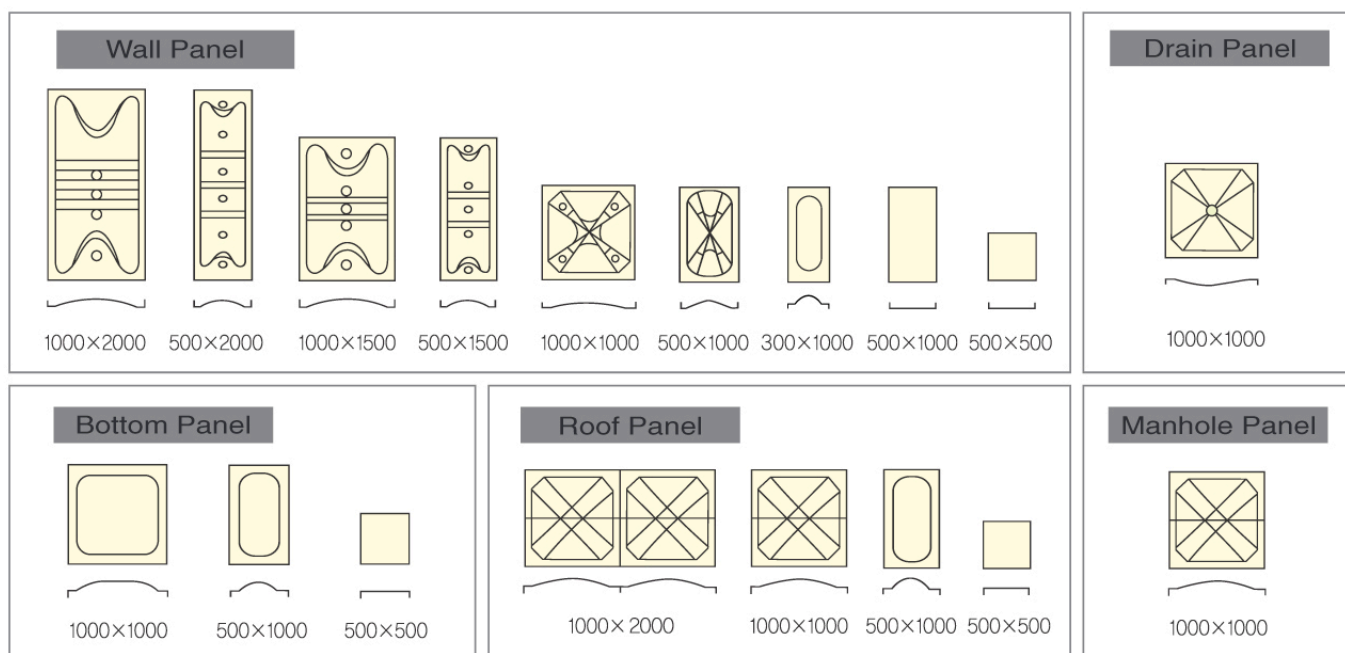 Wall Panel
1000×2000 500×2000 1000×1500 500×1500 1000×1000 500×1000 300×1000 500×1000 500×500
Drain Panel
1000×1000
Bottom Panel
1000×1000 500×1000 500×500
Roof Panel
1000×2000 1000×1000 500×1000 500×500
Manhole Panel
1000×1000